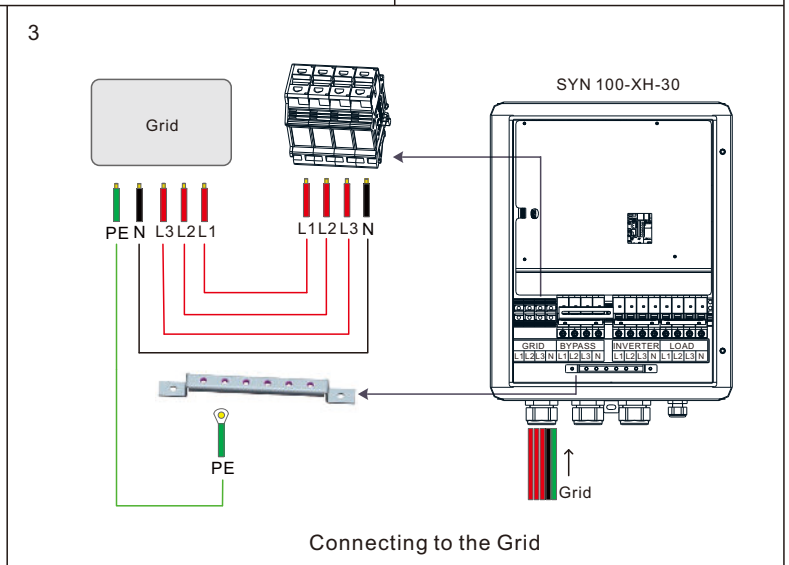 3
SYN 100-XH-30
Grid
PE N L3 L2 L1
L1 L2 L3 N
GRID BYPASS INVERTER LOAD
L1 L2 L3 N L1 L2 L3 N L1 L2 L3 N L1 L2 L3 N
PE
Grid
Connecting to the Grid